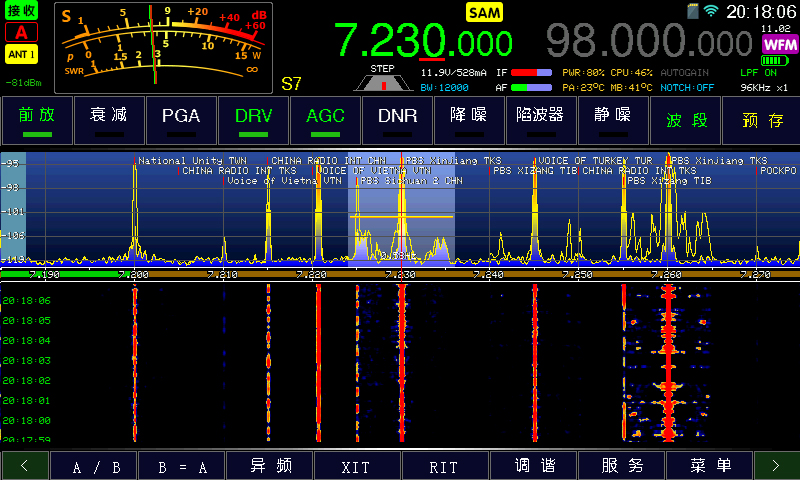 接收
A
ANT 1
-81dBm
S
1 3 5 7 9 +20 +40 +60 dB
P 0 .5 1.5 5 10 15 W
SWR 1 1.5 2 3 ∞
S7
7.230.000
SAM
98.000.000
20:18:06
11.02
WFM
STEP
11.9V/528mA
BW:12000
IF
AF
PWR:80% CPU:46% AUTOGAIN
PA:23°C MB:41°C NOTCH:OFF
LPF ON
96KHz x1
前放
衰减
PGA
DRV
AGC
DNR
降噪
陷波器
静噪
波段
预存
National Unity TWN
CHINA RADIO INT CHN
PBS Xinjiang TKS
VOICE OF TURKEY TUR
PBS Xinjiang TKS
CHINA RADIO INT TKS
VOICE OF VIETNA VTN
PBS XIZANG TIB
CHINA RADIO INT TKS
POCKPO
Voice of Vietna VTN
PBS Sichuan 2 CHN
PBS Xizang TIB
-95
-98
-101
-106
-113
7.190 7.200 7.210 7.220 7.230 7.240 7.250 7.260 7.270
20:18:06
20:18:05
20:18:04
20:18:03
20:18:02
20:18:01
20:18:00
20:17:59
<
A / B
B = A
异频
XIT
RIT
调谐
服务
菜单
>